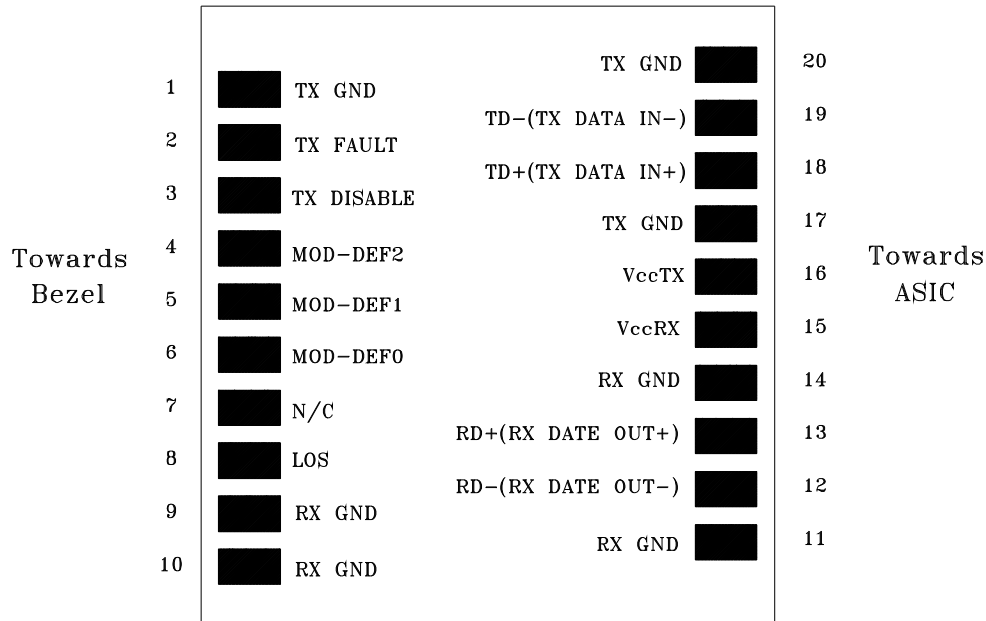 Towards
Bezel
1 TX GND
2 TX FAULT
3 TX DISABLE
4 MOD-DEF2
5 MOD-DEF1
6 MOD-DEF0
7 N/C
8 LOS
9 RX GND
10 RX GND
TX GND 20
TD-(TX DATA IN-) 19
TD+(TX DATA IN+) 18
TX GND 17
VccTX 16
VccRX 15
RX GND 14
RD+(RX DATE OUT+) 13
RD-(RX DATE OUT-) 12
RX GND 11
Towards
ASIC